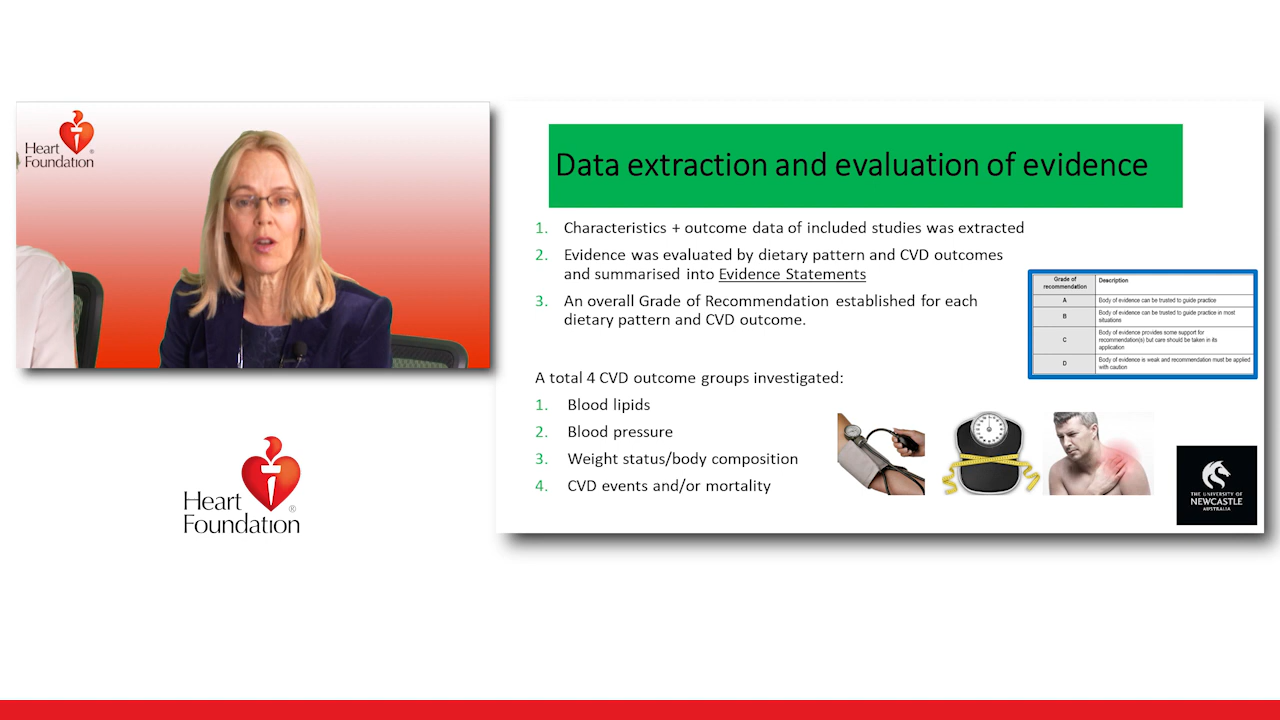 Heart
Foundation
Data extraction and evaluation of evidence
1. Characteristics + outcome data of included studies was extracted
2. Evidence was evaluated by dietary pattern and CVD outcomes
and summarised into Evidence Statements
3. An overall Grade of Recommendation established for each
dietary pattern and CVD outcome.
Grade of
recommendation
Description
A
Body of evidence can be trusted to guide practice
B
Body of evidence can be trusted to guide practice in most
situations
C
Body of evidence provides some support for
recommendation(s) but care should be taken in its
application
D
Body of evidence is weak and recommendation must be applied
with caution
A total 4 CVD outcome groups investigated:
1. Blood lipids
2. Blood pressure
3. Weight status/body composition
4. CVD events and/or mortality
THE UNIVERSITY OF
NEWCASTLE
AUSTRALIA
Heart
Foundation®